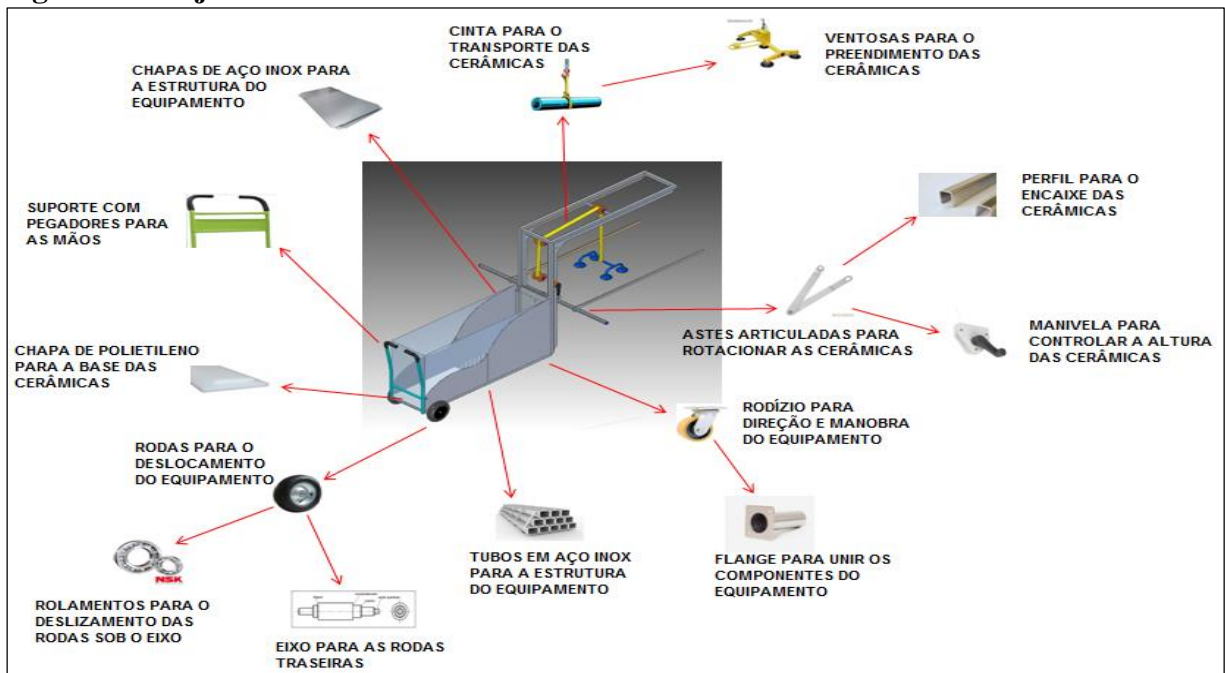 CINTA PARA O
TRANSPORTE DAS
CERÂMICAS
VENTOSAS PARA O
PREENDIMENTO DAS
CERÂMICAS
CHAPAS DE AÇO INOX PARA
A ESTRUTURA DO
EQUIPAMENTO
PERFIL PARA O
ENCAIXE DAS
CERÂMICAS
SUPORTE COM
PEGADORES PARA
AS MÃOS
ASTES ARTICULADAS PARA
ROTACIONAR AS CERÂMICAS
MANIVELA PARA
CONTROLAR A ALTURA
DAS CERÂMICAS
CHAPA DE POLIETILENO
PARA A BASE DAS
CERÂMICAS
RODÍZIO PARA
DIREÇÃO E MANOBRA
DO EQUIPAMENTO
RODAS PARA O
DESLOCAMENTO
DO EQUIPAMENTO
TUBOS EM AÇO INOX
PARA A ESTRUTURA
DO EQUIPAMENTO
FLANGE PARA UNIR OS
COMPONENTES DO
EQUIPAMENTO
NSK
ROLAMENTOS PARA O
DESLIZAMENTO DAS
RODAS SOB O EIXO
EIXO PARA AS RODAS
TRASEIRAS